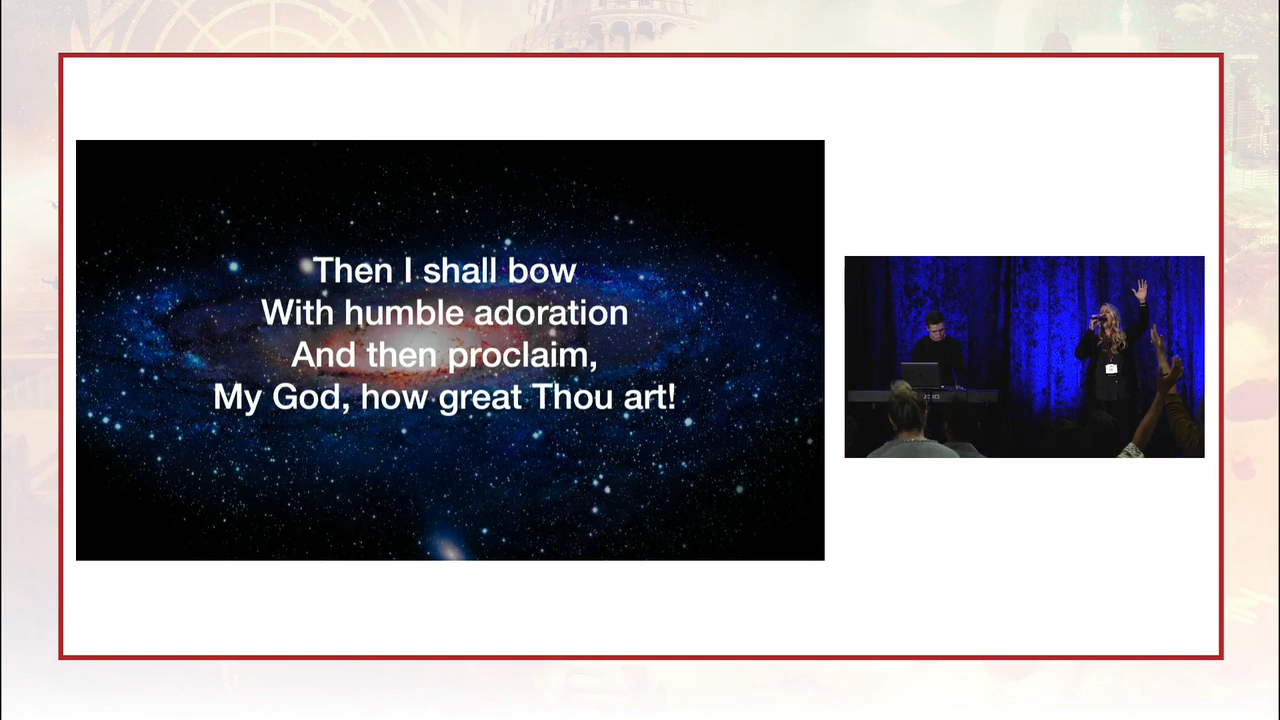 Then I shall bow
With humble adoration
And then proclaim,
My God, how great Thou art!